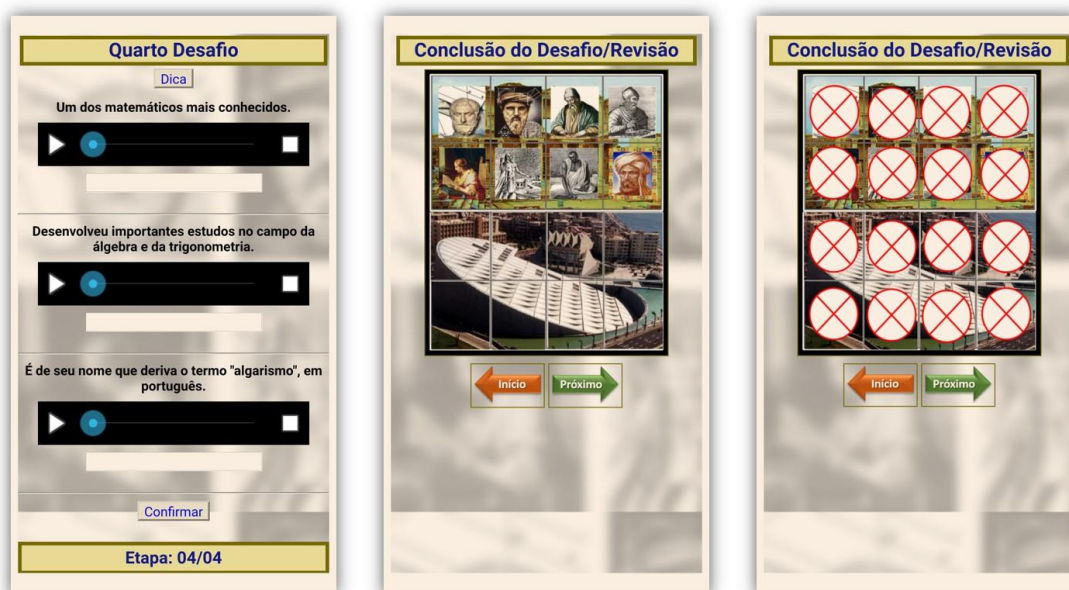 Quarto Desafio
Dica
Um dos matemáticos mais conhecidos.
Desenvolveu importantes estudos no campo da
álgebra e da trigonometria.
É de seu nome que deriva o termo "algarismo", em
português.
Confirmar
Etapa: 04/04
Conclusão do Desafio/Revisão
Início
Próximo
Conclusão do Desafio/Revisão
Início
Próximo